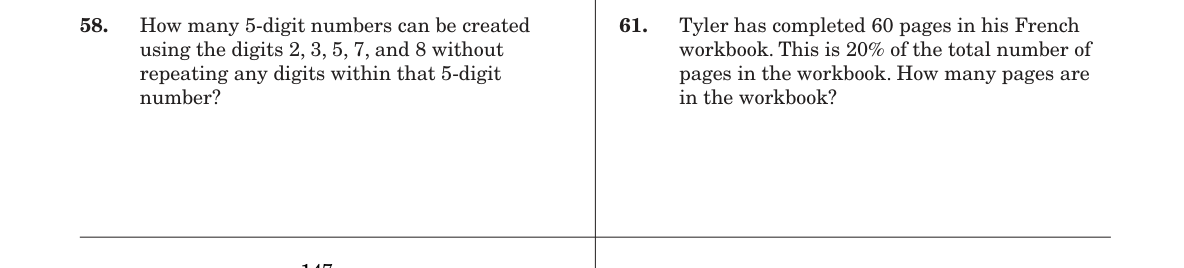 58. How many 5-digit numbers can be created
using the digits 2, 3, 5, 7, and 8 without
repeating any digits within that 5-digit
number?
61. Tyler has completed 60 pages in his French
workbook. This is 20% of the total number of
pages in the workbook. How many pages are
in the workbook?